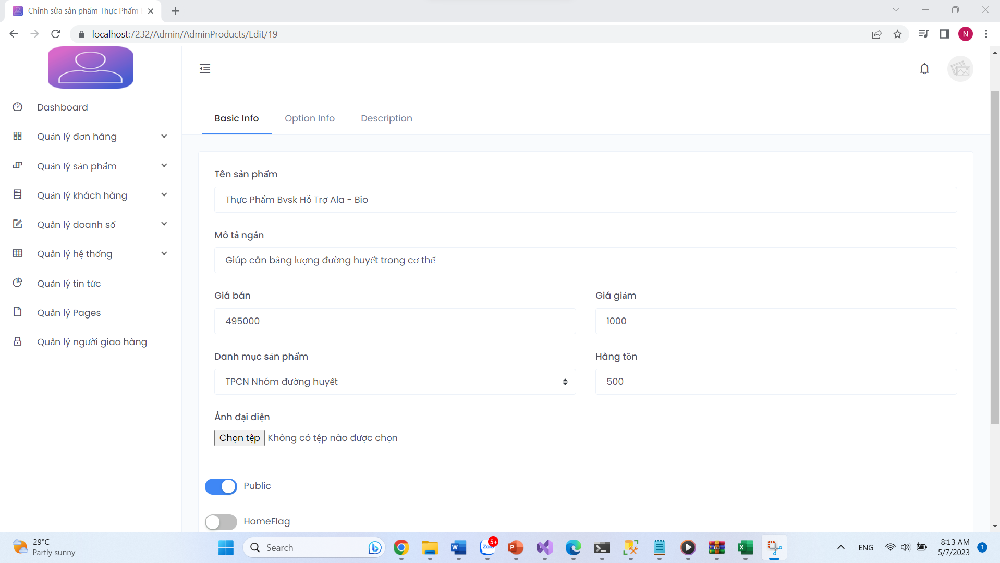 Chỉnh sửa sản phẩm Thực Phẩm
localhost:7232/Admin/AdminProducts/Edit/19
N
Dashboard
Quản lý đơn hàng
Quản lý sản phẩm
Quản lý khách hàng
Quản lý doanh số
Quản lý hệ thống
Quản lý tin tức
Quản lý Pages
Quản lý người giao hàng
Basic Info Option Info Description
Tên sản phẩm
Thực Phẩm Bvsk Hỗ Trợ Ala - Bio
Mô tả ngắn
Giúp cân bằng lượng đường huyết trong cơ thể
Giá bán Giá giảm
495000 1000
Danh mục sản phẩm Hàng tồn
TPCN Nhóm đường huyết 500
Ảnh đại diện
Chọn tệp Không có tệp nào được chọn
Public
HomeFlag
29°C
Partly sunny
Search
Zalo 5+
ENG
8:13 AM
5/7/2023
1